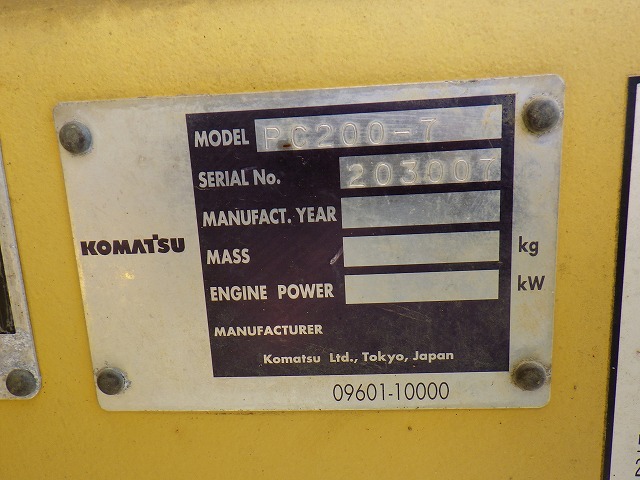 MODEL PC200-7
SERIAL No. 203007
MANUFACT. YEAR
KOMATSU
MASS kg
ENGINE POWER kW
MANUFACTURER
Komatsu Ltd., Tokyo, Japan
09601-10000